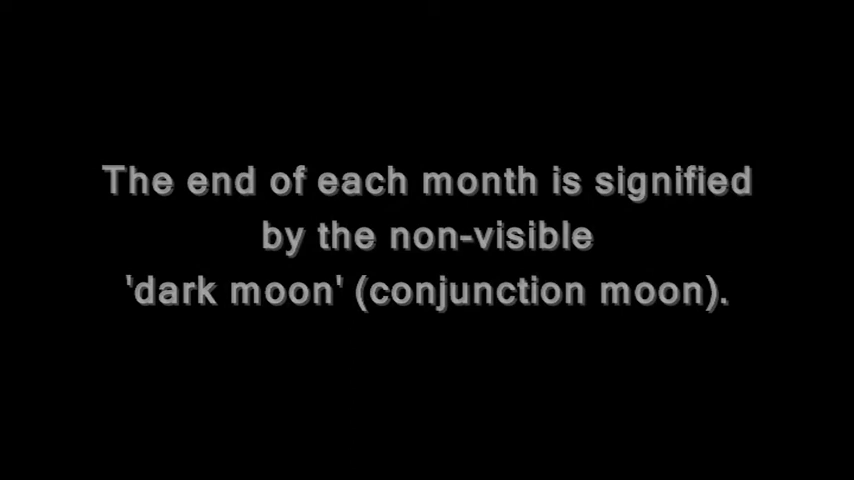 The end of each month is signified
by the non-visible
'dark moon' (conjunction moon).